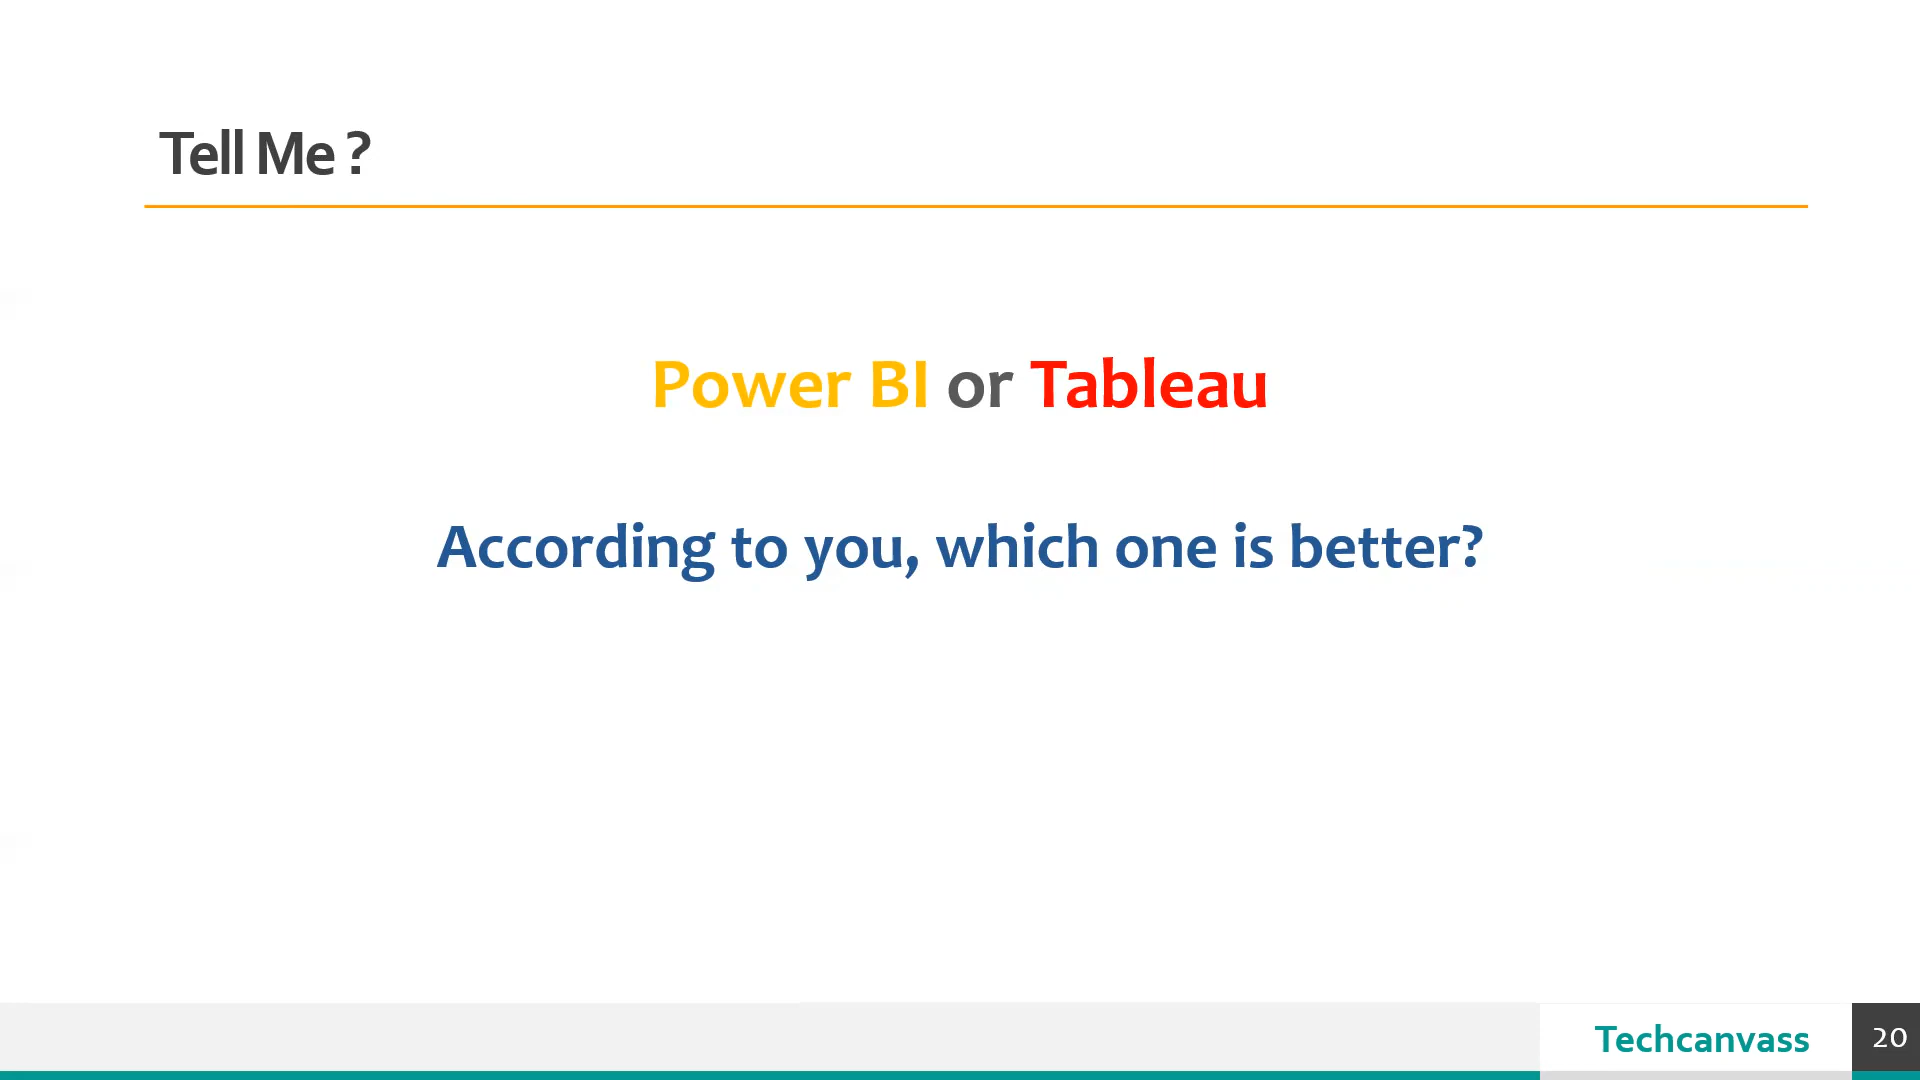 Tell Me ?
Power BI or Tableau
According to you, which one is better?
Techcanvass
20